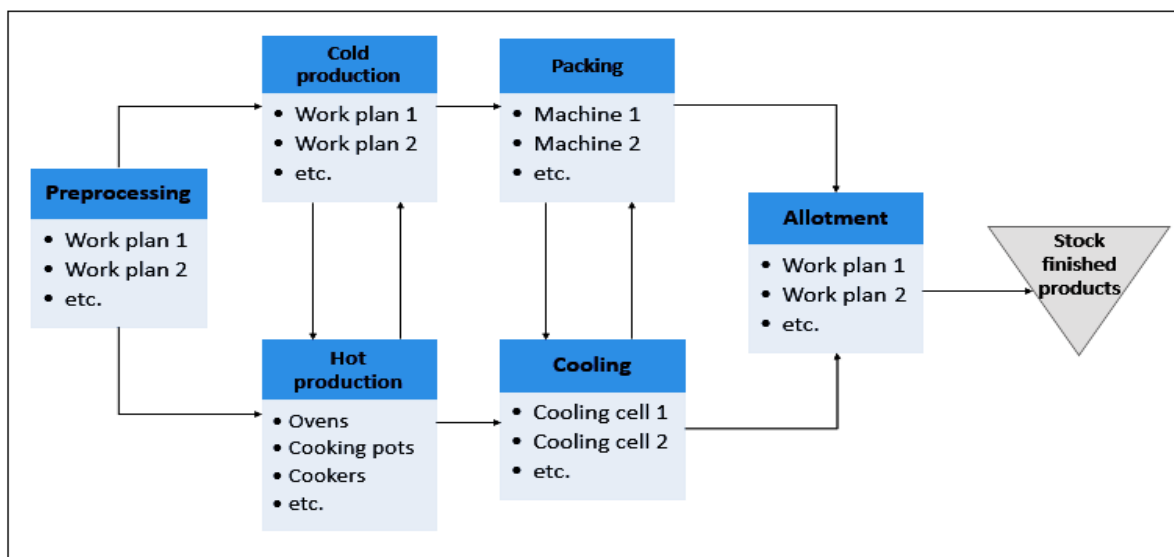 Preprocessing
• Work plan 1
• Work plan 2
• etc.
Cold
production
• Work plan 1
• Work plan 2
• etc.
Hot
production
• Ovens
• Cooking pots
• Cookers
• etc.
Packing
• Machine 1
• Machine 2
• etc.
Cooling
• Cooling cell 1
• Cooling cell 2
• etc.
Allotment
• Work plan 1
• Work plan 2
• etc.
Stock
finished
products